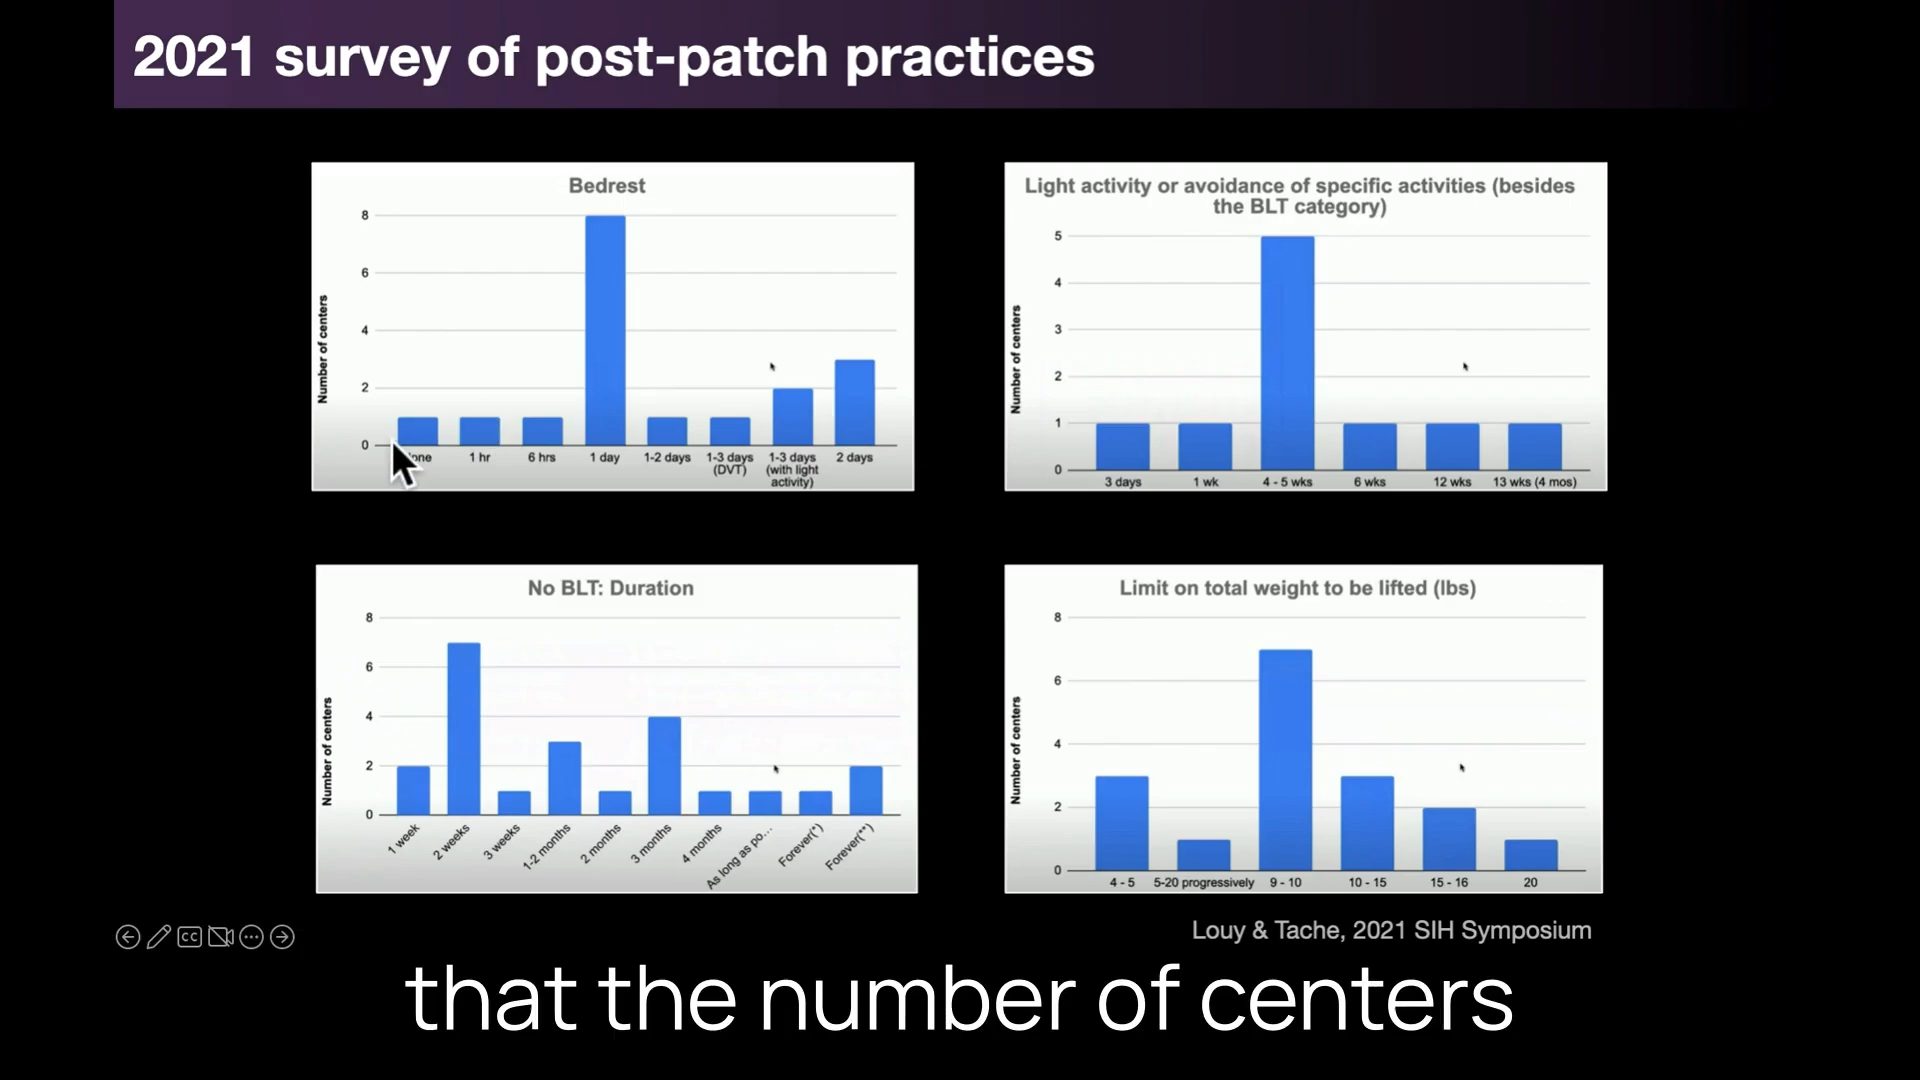 2021 survey of post-patch practices
Bedrest
Number of centers
8
6
4
2
0
1 hr
6 hrs
1 day
1-2 days
1-3 days
(DVT)
1-3 days
(with light
activity)
2 days
Light activity or avoidance of specific activities (besides
the BLT category)
Number of centers
5
4
3
2
1
0
3 days
1 wk
4 - 5 wks
6 wks
12 wks
13 wks (4 mos)
No BLT: Duration
Number of centers
8
6
4
2
0
1 week
2 weeks
3 weeks
1-2 months
2 months
3 months
4 months
As long as po...
Forever(*)
Forever(**)
Limit on total weight to be lifted (lbs)
Number of centers
8
6
4
2
0
4 - 5
5-20 progressively
9 - 10
10 - 15
15 - 16
20
CC
Louy & Tache, 2021 SIH Symposium
that the number of centers